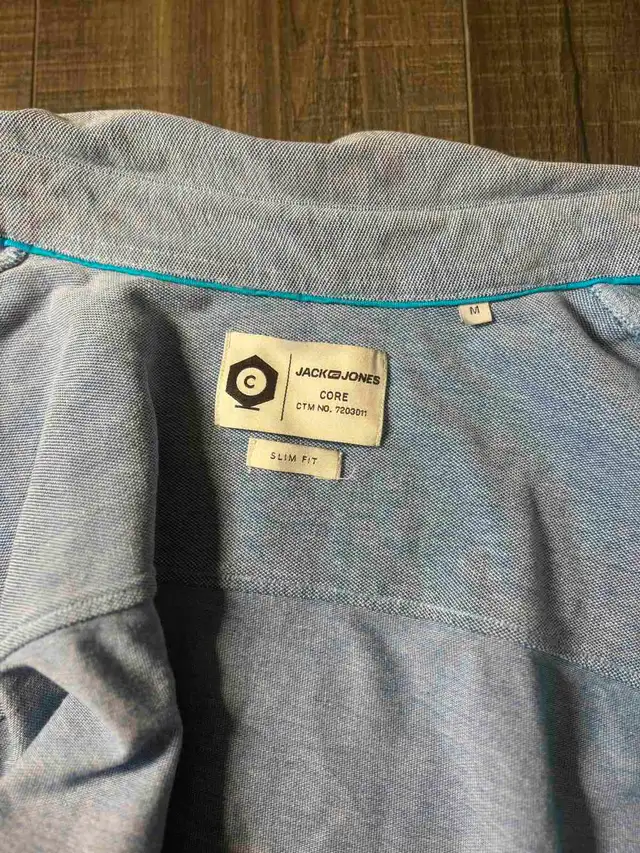 M
C
JACK JONES
CORE
CTM NO. 7203011
SLIM FIT